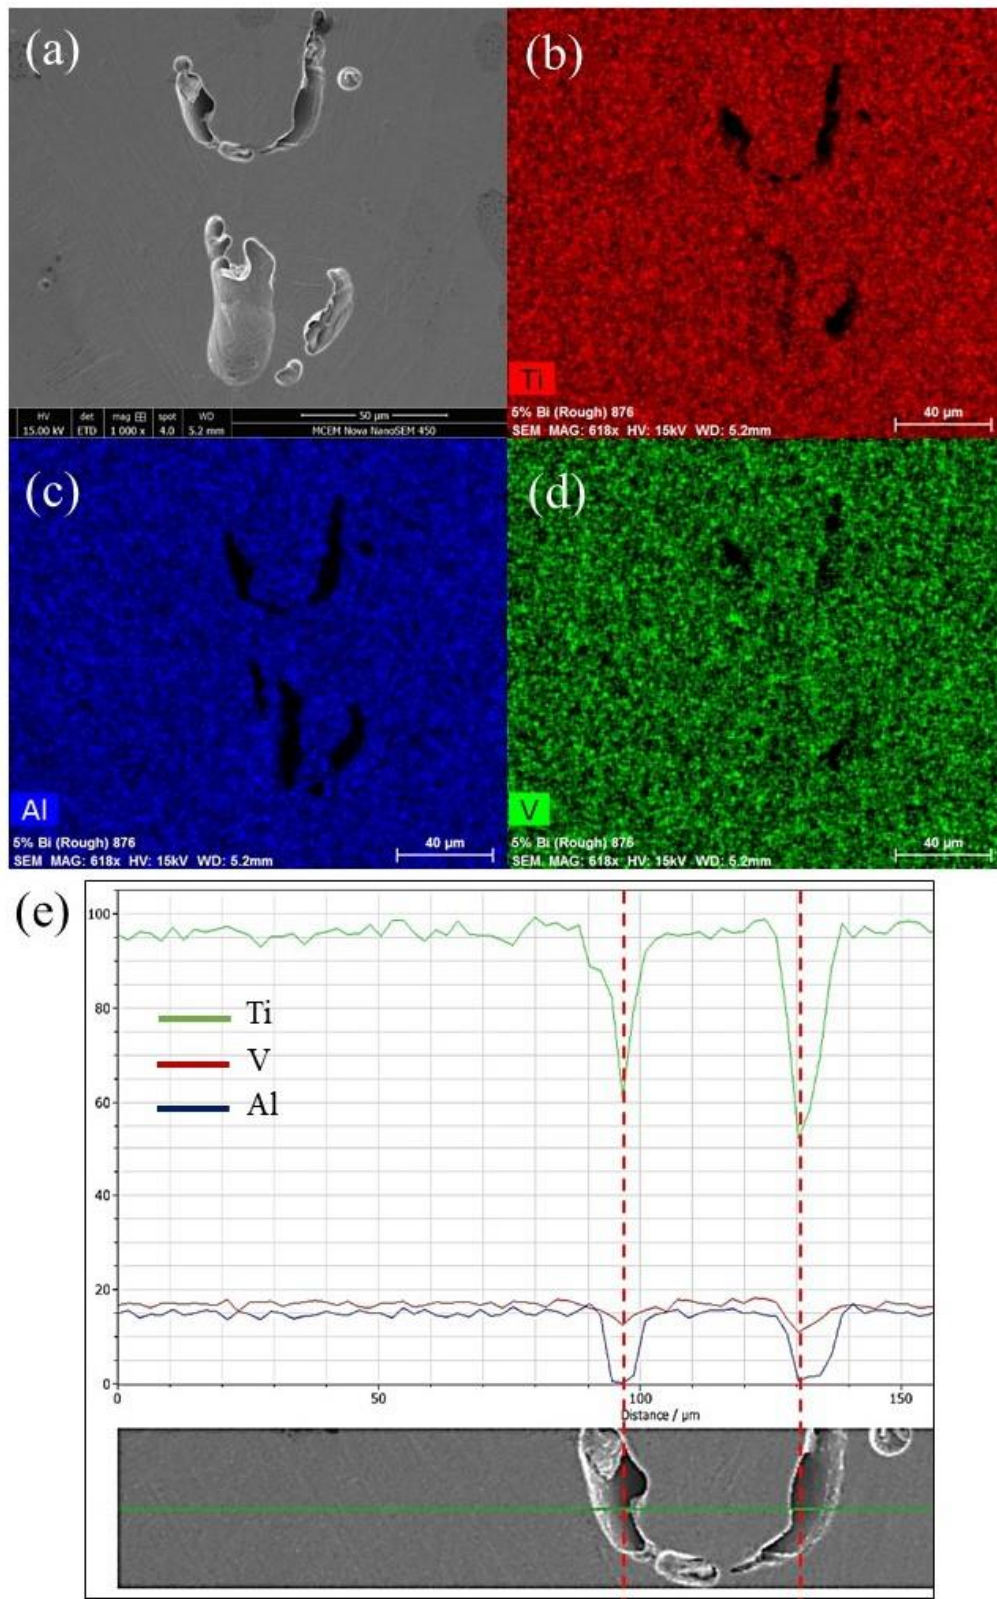 (a)
HV det mag ⊞ spot WD 50 µm
15.00 kV ETD 1 000 x 4.0 5.2 mm MCEM Nova NanoSEM 450
(b)
Ti
5% Bi (Rough) 876 40 µm
SEM MAG: 618x HV: 15kV WD: 5.2mm
(c)
Al
5% Bi (Rough) 876 40 µm
SEM MAG: 618x HV: 15kV WD: 5.2mm
(d)
V
5% Bi (Rough) 876 40 µm
SEM MAG: 618x HV: 15kV WD: 5.2mm
(e)
100
80
60
40
20
0
Ti
V
Al
0 50 100 150
Distance / µm